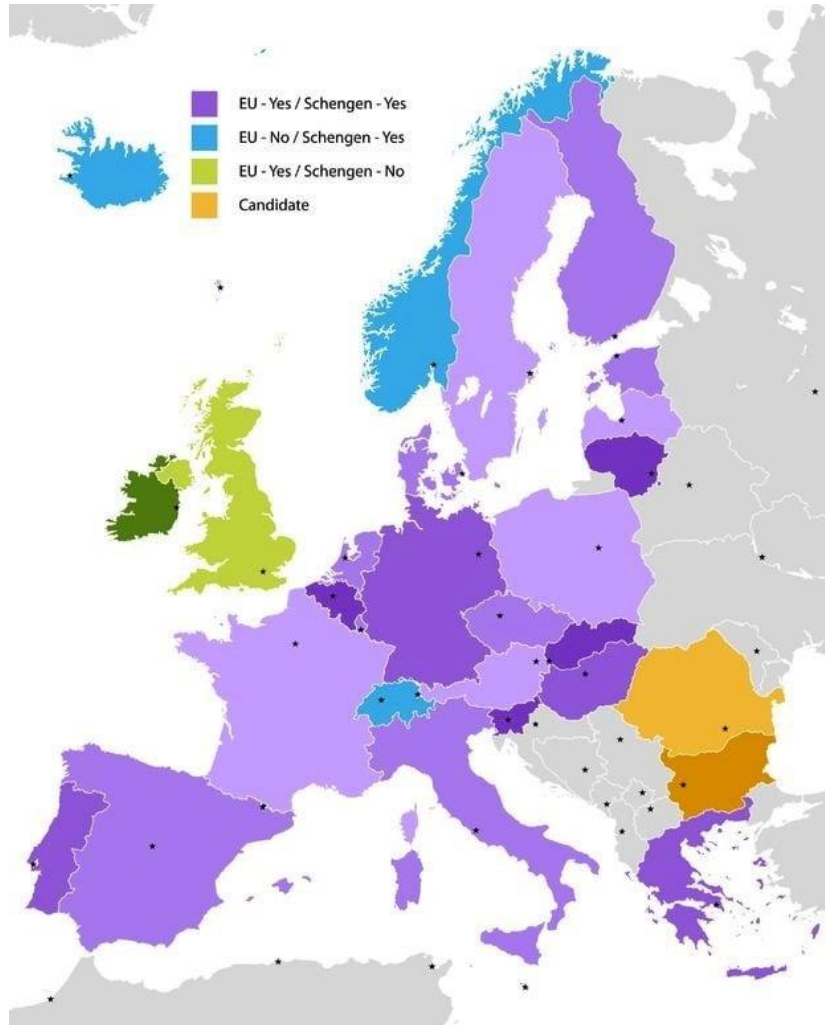 EU - Yes / Schengen - Yes
EU - No / Schengen - Yes
EU - Yes / Schengen - No
Candidate